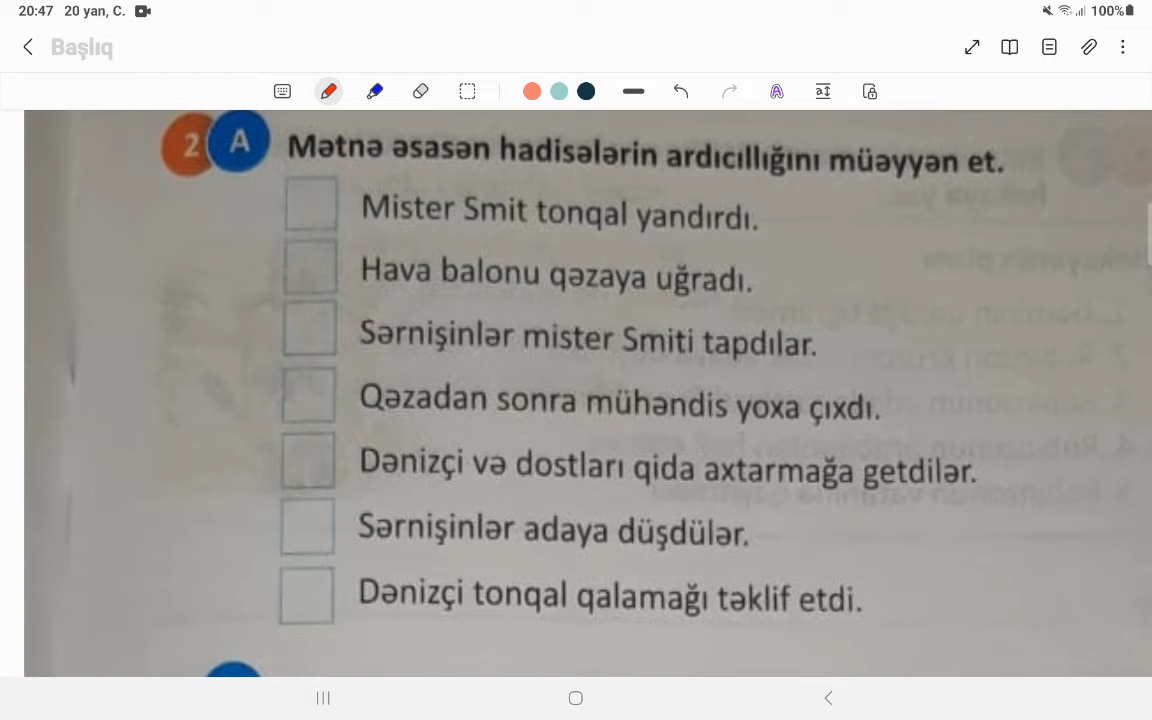 20:47 20 yan, C.
100%
Başlıq
2 A Mətnə əsasən hadisələrin ardıcıllığını müəyyən et.
Mister Smit tonqal yandırdı.
Hava balonu qəzaya uğradı.
Sərnişinlər mister Smiti tapdılar.
Qəzadan sonra mühəndis yoxa çıxdı.
Dənizçi və dostları qida axtarmağa getdilər.
Sərnişinlər adaya düşdülər.
Dənizçi tonqal qalamağı təklif etdi.